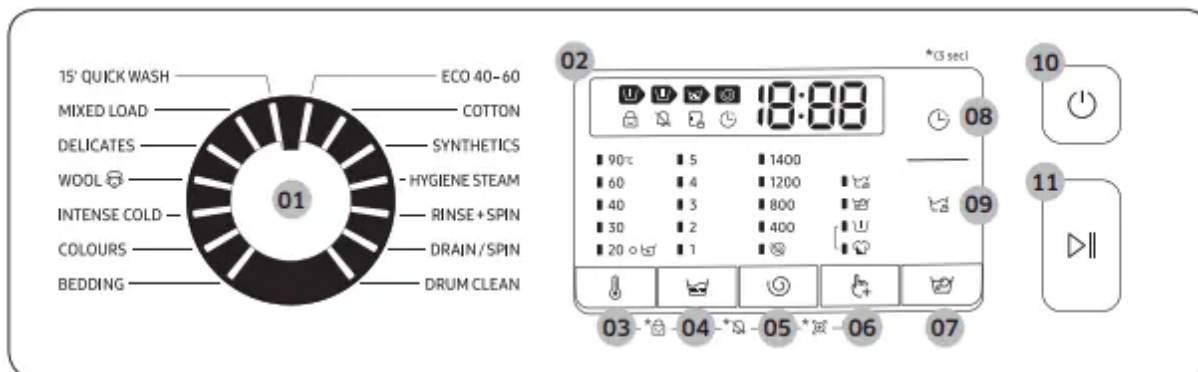 15' QUICK WASH
MIXED LOAD
DELICATES
WOOL
INTENSE COLD
COLOURS
BEDDING
01
ECO 40-60
COTTON
SYNTHETICS
HYGIENE STEAM
RINSE + SPIN
DRAIN / SPIN
DRUM CLEAN
02
*(3 sec)
18:88
08
90℃ 5 1400
60 4 1200
40 3 800
30 2 400
20 1
09
03 * 04 * 05 * 06 07
10
11